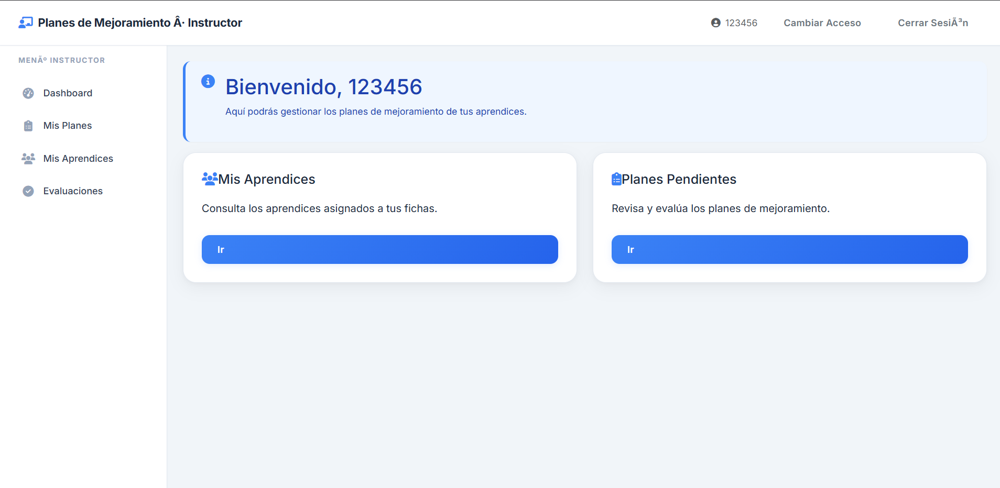 Planes de Mejoramiento Â· Instructor
123456
Cambiar Acceso
Cerrar SesiÃ³n
MENÃº INSTRUCTOR
Dashboard
Mis Planes
Mis Aprendices
Evaluaciones
Bienvenido, 123456
Aquí podrás gestionar los planes de mejoramiento de tus aprendices.
Mis Aprendices
Consulta los aprendices asignados a tus fichas.
Ir
Planes Pendientes
Revisa y evalúa los planes de mejoramiento.
Ir